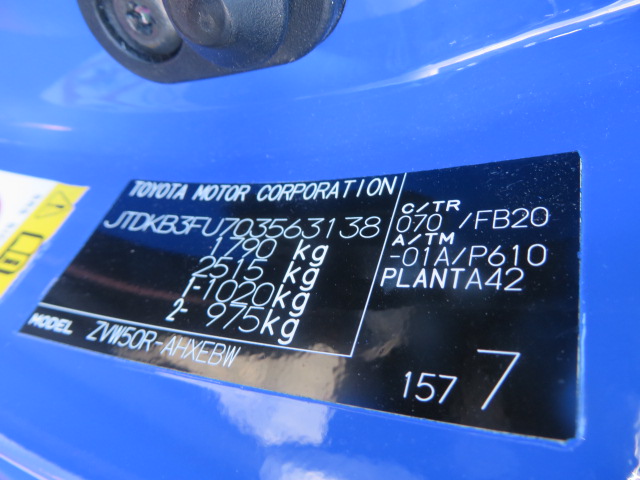 TOYOTA MOTOR CORPORATION
JTDKB3FU703563138
1790 kg
2515 kg
1-1020kg
2- 975kg
MODEL ZVW50R-AHXEBW
C/TR
070 /FB20
A/TM
-01A/P610
PLANTA42
157 7